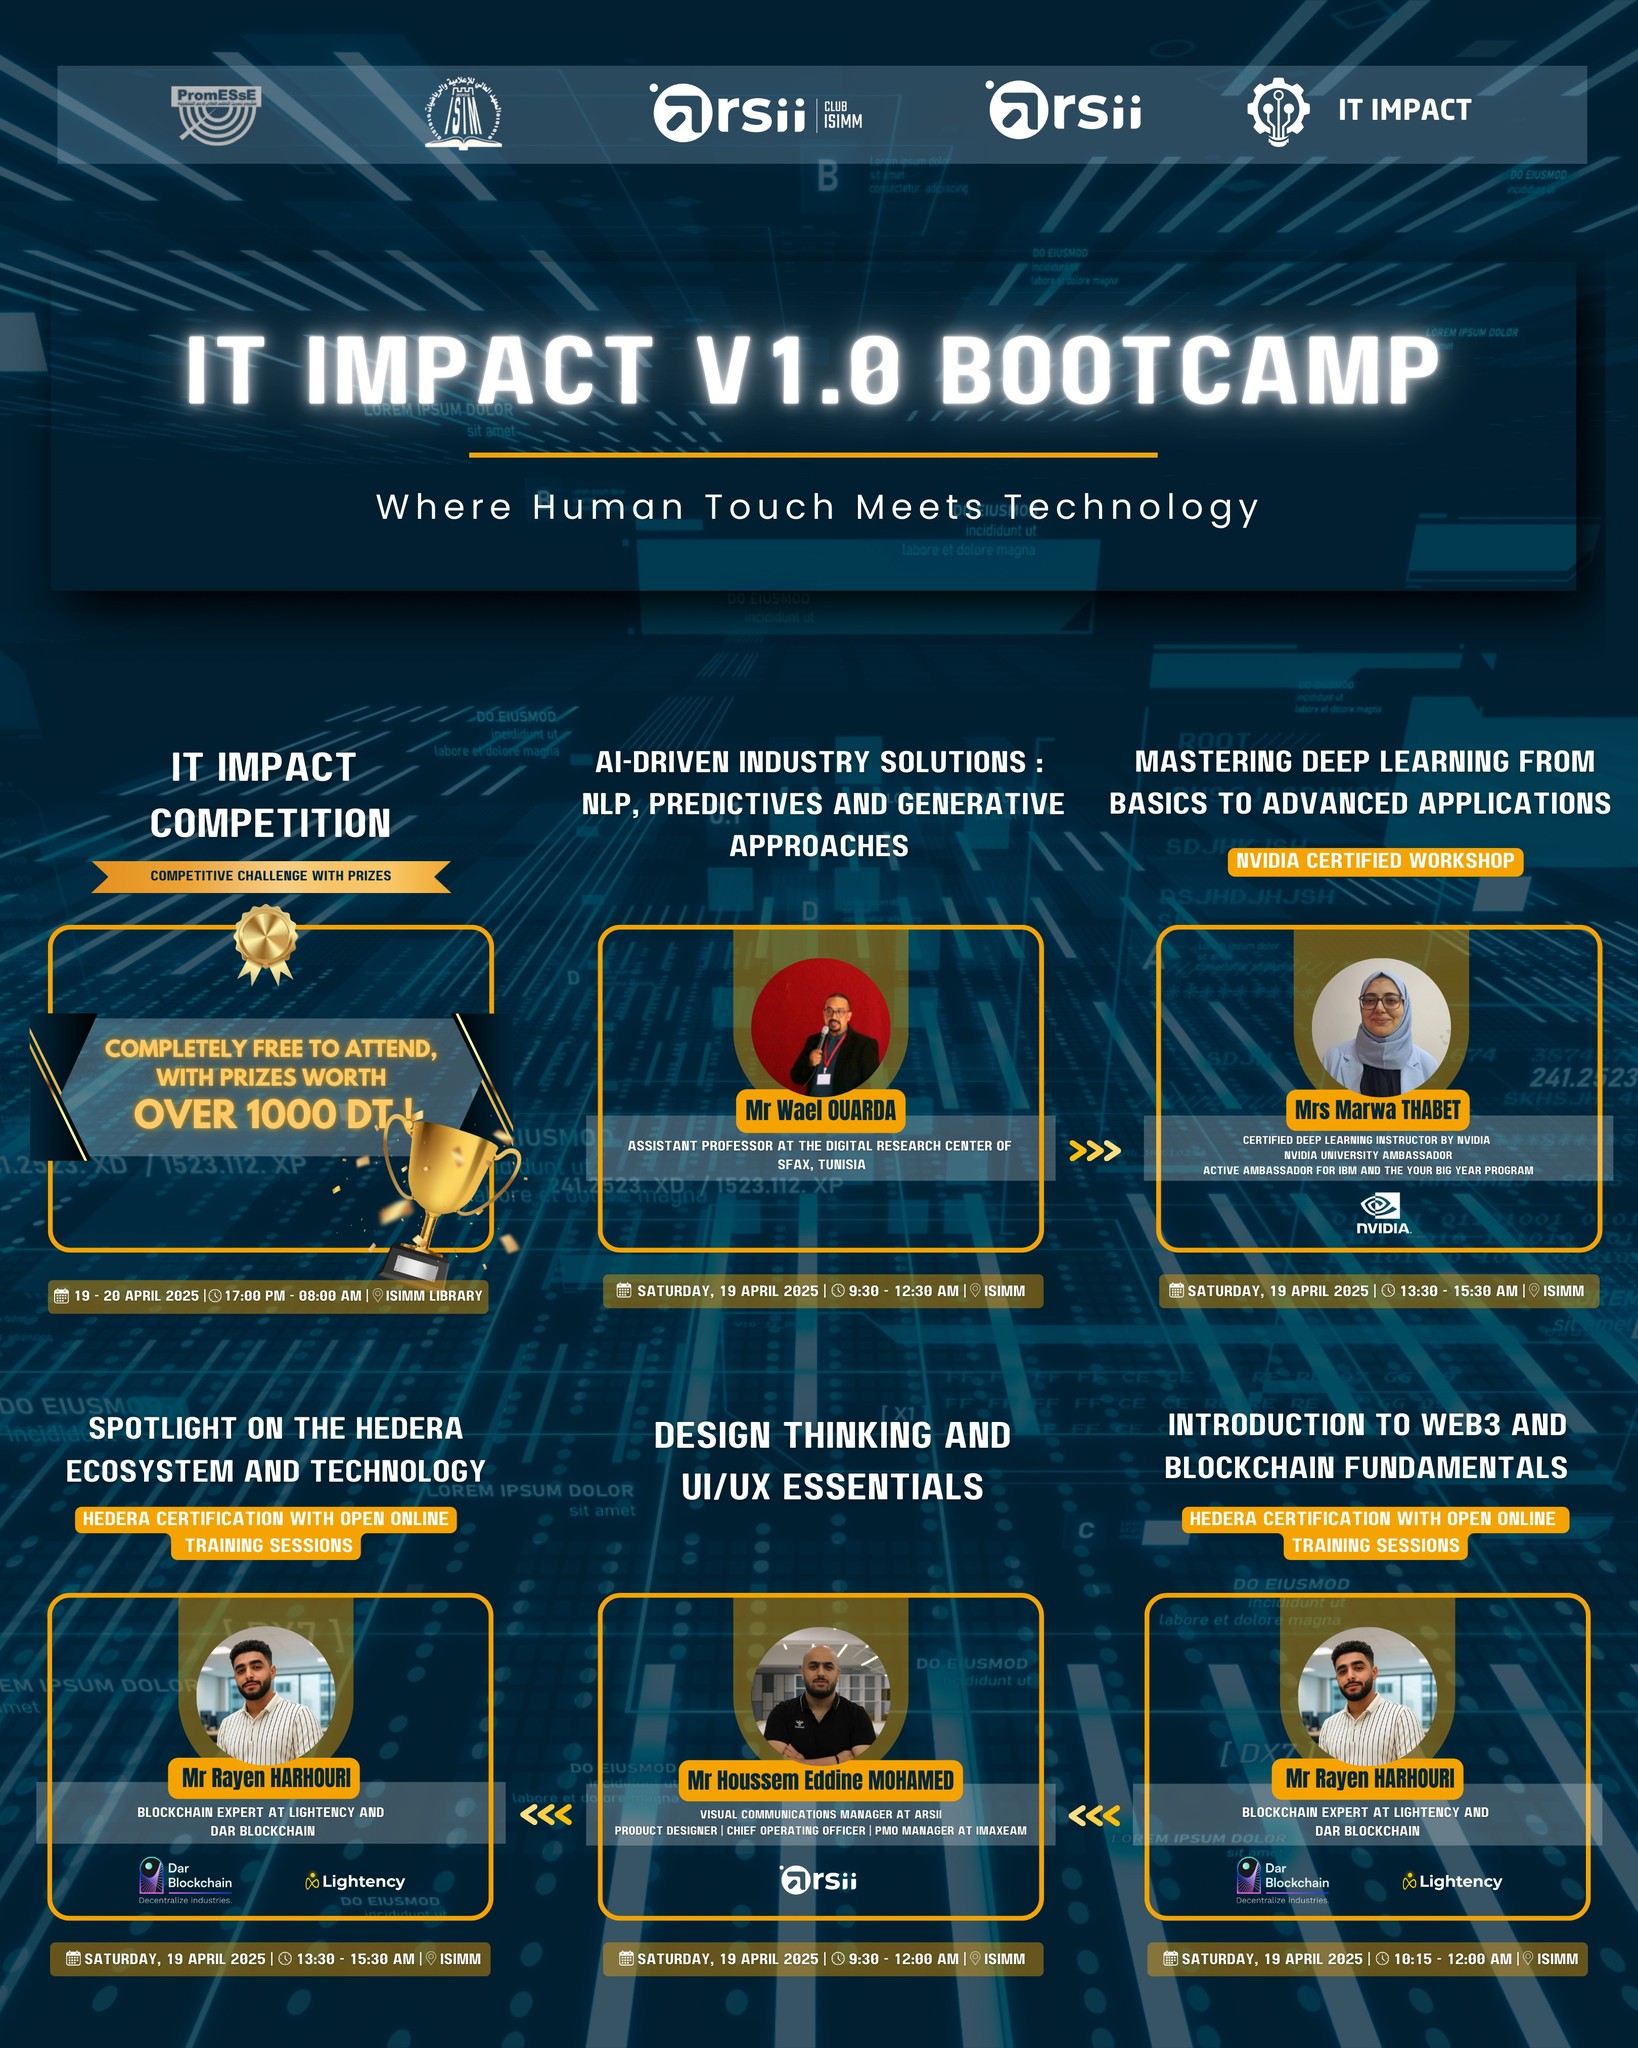 PromESsE
ISIM
arsii | CLUB
ISIMM
arsii
IT IMPACT
IT IMPACT V1.0 BOOTCAMP
Where Human Touch Meets Technology
IT IMPACT
COMPETITION
COMPETITIVE CHALLENGE WITH PRIZES
COMPLETELY FREE TO ATTEND,
WITH PRIZES WORTH
OVER 1000 DT !
19 - 20 APRIL 2025 | 17:00 PM - 08:00 AM | ISIMM LIBRARY
AI-DRIVEN INDUSTRY SOLUTIONS :
NLP, PREDICTIVES AND GENERATIVE
APPROACHES
Mr Wael OUARDA
ASSISTANT PROFESSOR AT THE DIGITAL RESEARCH CENTER OF
SFAX, TUNISIA
SATURDAY, 19 APRIL 2025 | 9:30 - 12:30 AM | ISIMM
MASTERING DEEP LEARNING FROM
BASICS TO ADVANCED APPLICATIONS
NVIDIA CERTIFIED WORKSHOP
Mrs Marwa THABET
CERTIFIED DEEP LEARNING INSTRUCTOR BY NVIDIA
NVIDIA UNIVERSITY AMBASSADOR
ACTIVE AMBASSADOR FOR IBM AND THE YOUR BIG YEAR PROGRAM
NVIDIA.
SATURDAY, 19 APRIL 2025 | 13:30 - 15:30 AM | ISIMM
SPOTLIGHT ON THE HEDERA
ECOSYSTEM AND TECHNOLOGY
HEDERA CERTIFICATION WITH OPEN ONLINE
TRAINING SESSIONS
Mr Rayen HARHOURI
BLOCKCHAIN EXPERT AT LIGHTENCY AND
DAR BLOCKCHAIN
Dar
Blockchain
Decentralize industries.
Lightency
SATURDAY, 19 APRIL 2025 | 13:30 - 15:30 AM | ISIMM
DESIGN THINKING AND
UI/UX ESSENTIALS
Mr Houssem Eddine MOHAMED
VISUAL COMMUNICATIONS MANAGER AT ARSII
PRODUCT DESIGNER | CHIEF OPERATING OFFICER | PMO MANAGER AT IMAXEAM
arsii
SATURDAY, 19 APRIL 2025 | 9:30 - 12:00 AM | ISIMM
INTRODUCTION TO WEB3 AND
BLOCKCHAIN FUNDAMENTALS
HEDERA CERTIFICATION WITH OPEN ONLINE
TRAINING SESSIONS
Mr Rayen HARHOURI
BLOCKCHAIN EXPERT AT LIGHTENCY AND
DAR BLOCKCHAIN
Dar
Blockchain
Decentralize industries.
Lightency
SATURDAY, 19 APRIL 2025 | 10:15 - 12:00 AM | ISIMM